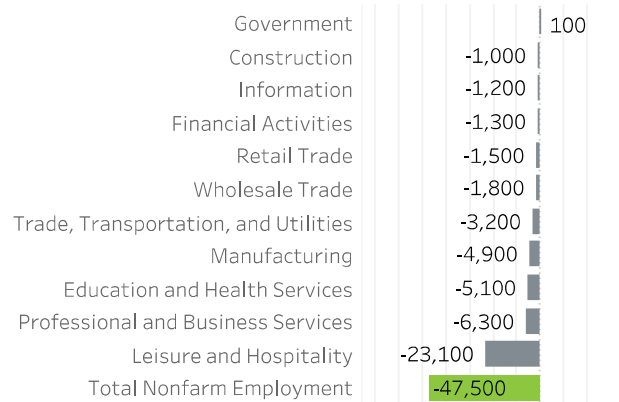 Government 100
Construction -1,000
Information -1,200
Financial Activities -1,300
Retail Trade -1,500
Wholesale Trade -1,800
Trade, Transportation, and Utilities -3,200
Manufacturing -4,900
Education and Health Services -5,100
Professional and Business Services -6,300
Leisure and Hospitality -23,100
Total Nonfarm Employment -47,500